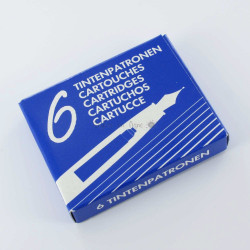 6
TINTENPATRONEN
CARTOUCHES
CARTRIDGES
CARTUCHOS
CARTUCCE
6 TINTENPATRONEN